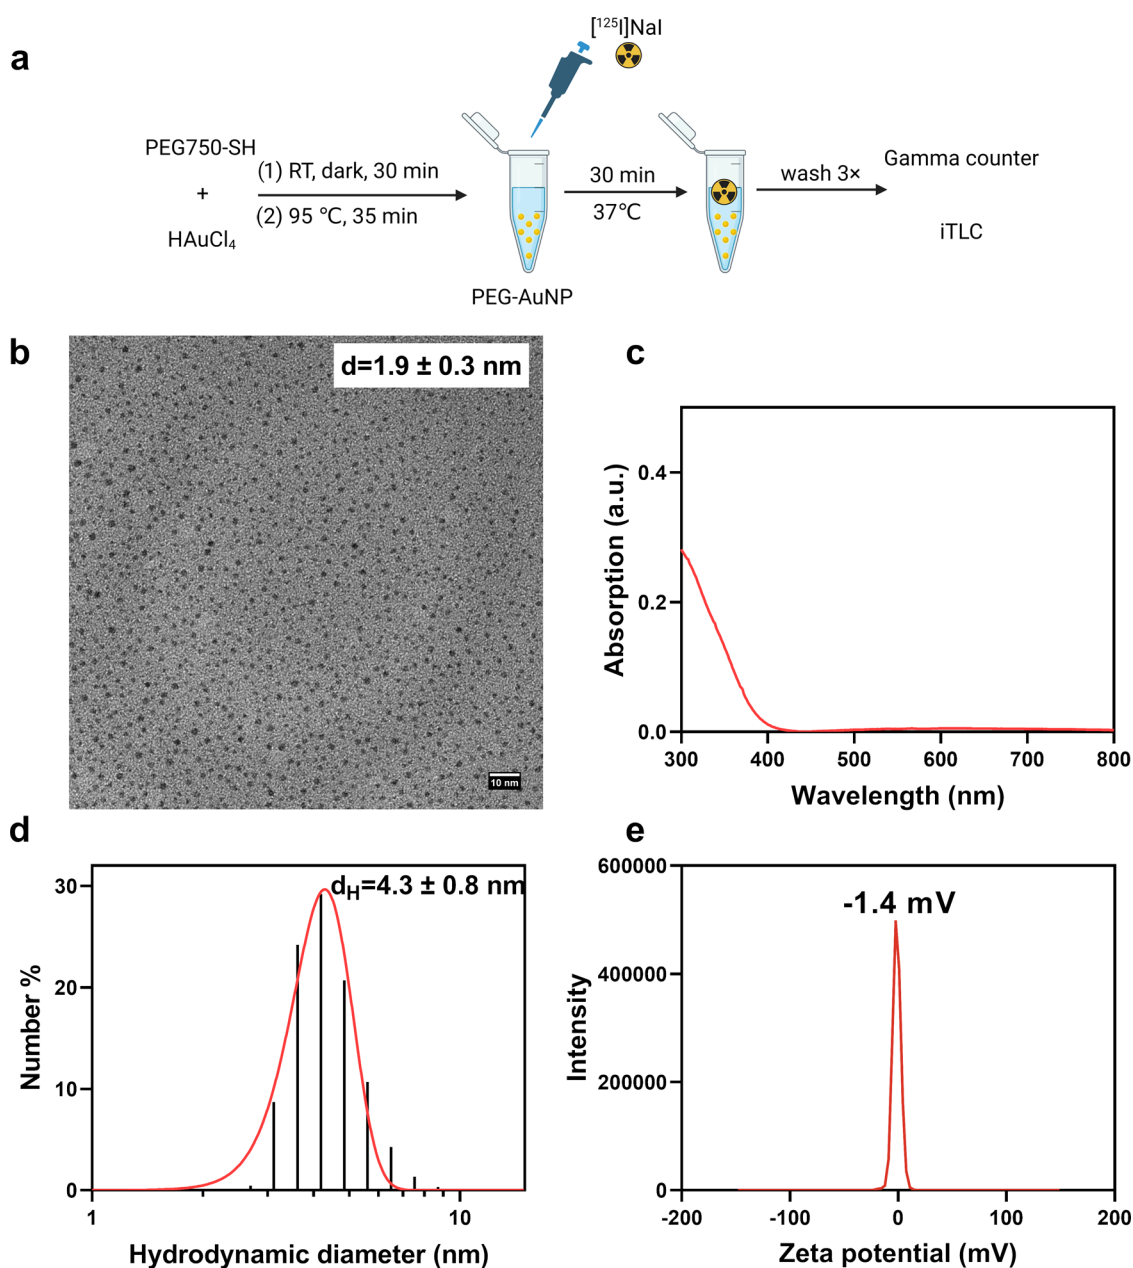 a
[¹²⁵I]NaI
PEG750-SH
+
HAuCl₄
(1) RT, dark, 30 min
(2) 95 ℃, 35 min
PEG-AuNP
30 min
37℃
wash 3×
Gamma counter
iTLC
b
d=1.9 ± 0.3 nm
10 nm
c
Absorption (a.u.)
0.4
0.2
0.0
300 400 500 600 700 800
Wavelength (nm)
d
d_H=4.3 ± 0.8 nm
Number %
30
20
10
0
1 10
Hydrodynamic diameter (nm)
e
-1.4 mV
Intensity
600000
400000
200000
0
-200 -100 0 100 200
Zeta potential (mV)